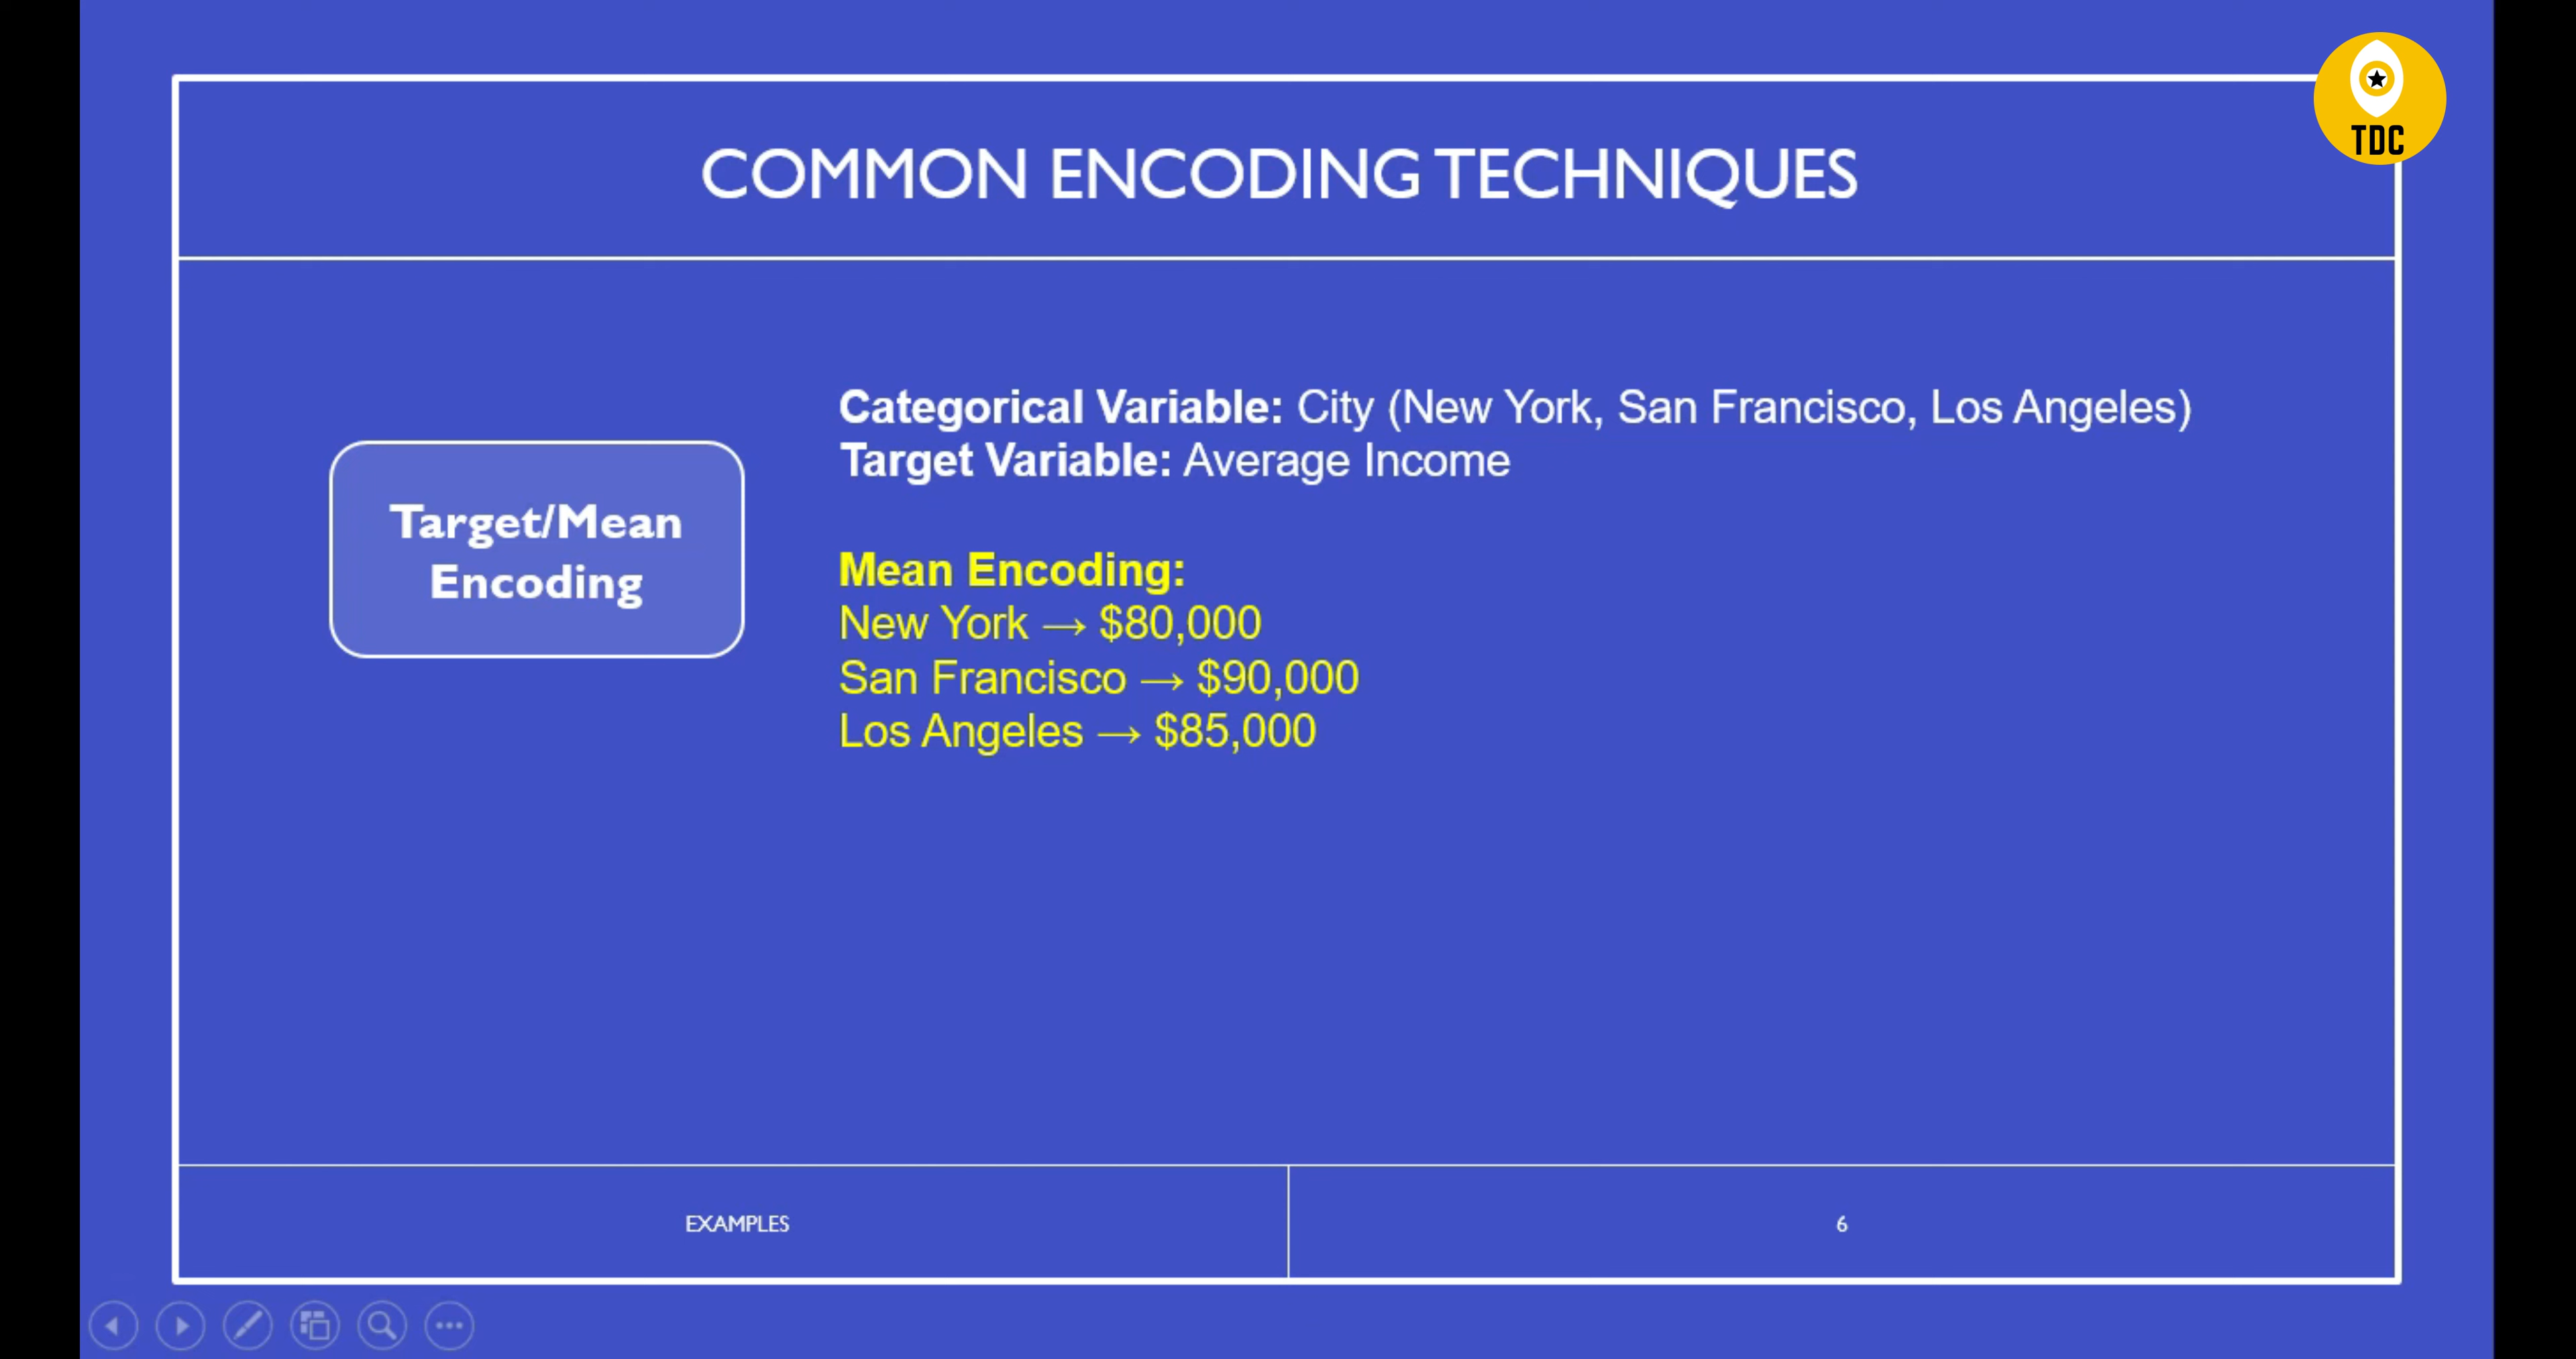 TDC
COMMON ENCODING TECHNIQUES
Target/Mean
Encoding
Categorical Variable: City (New York, San Francisco, Los Angeles)
Target Variable: Average Income
Mean Encoding:
New York → $80,000
San Francisco → $90,000
Los Angeles → $85,000
EXAMPLES
6